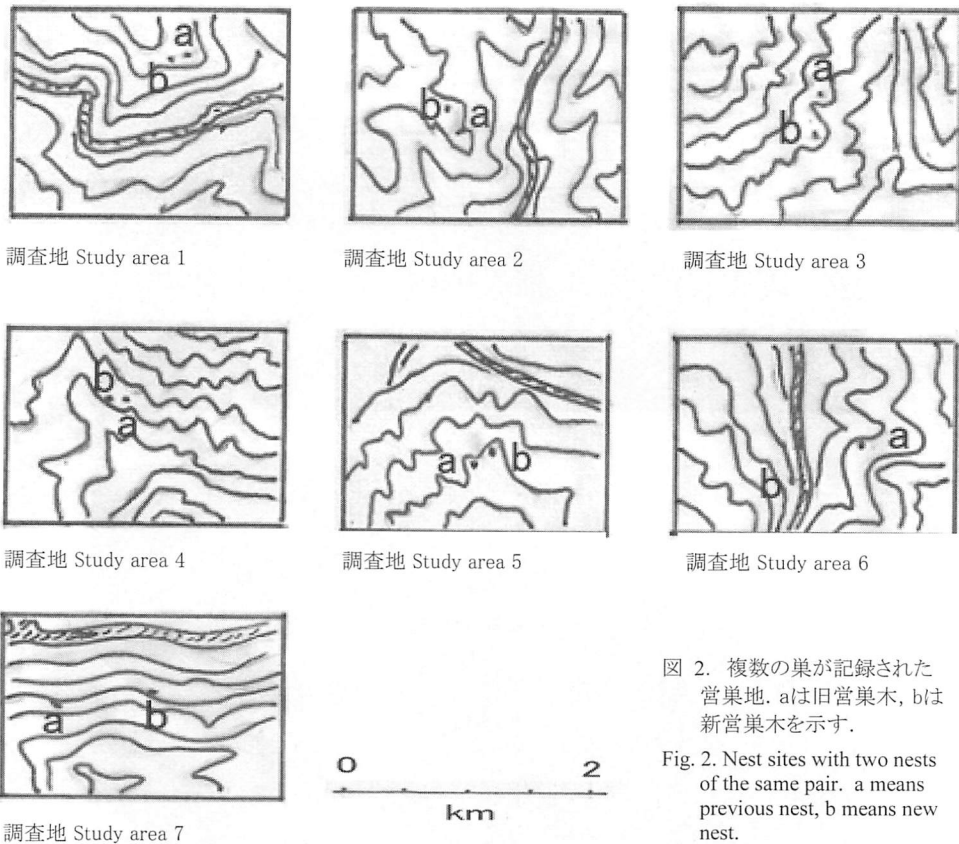 a
b
調査地 Study area 1
b
a
調査地 Study area 2
a
b
調査地 Study area 3
b
a
調査地 Study area 4
a
b
調査地 Study area 5
a
b
調査地 Study area 6
a
b
調査地 Study area 7
0 2
km
図 2. 複数の巣が記録された
営巣地. aは旧営巣木, bは
新営巣木を示す.
Fig. 2. Nest sites with two nests
of the same pair. a means
previous nest, b means new
nest.